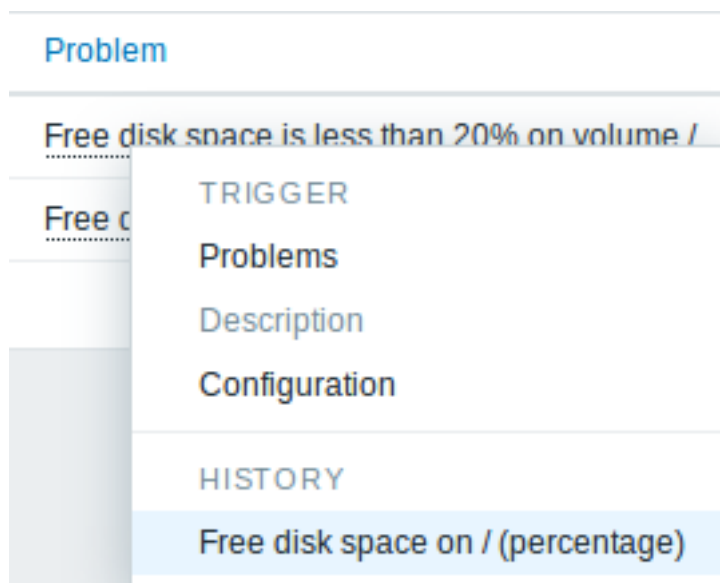 Problem
Free disk space is less than 20% on volume /
Free
TRIGGER
Problems
Description
Configuration
HISTORY
Free disk space on / (percentage)